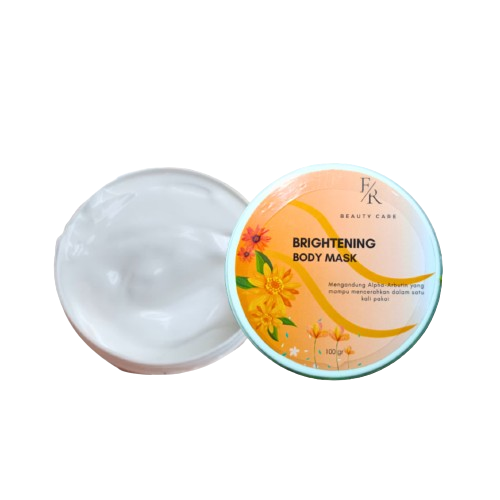 F/R
BEAUTY CARE
BRIGHTENING
BODY MASK
Mengandung Alpha Arbutin yang
mampu mencerahkan dalam satu
kali pakai
100 gr